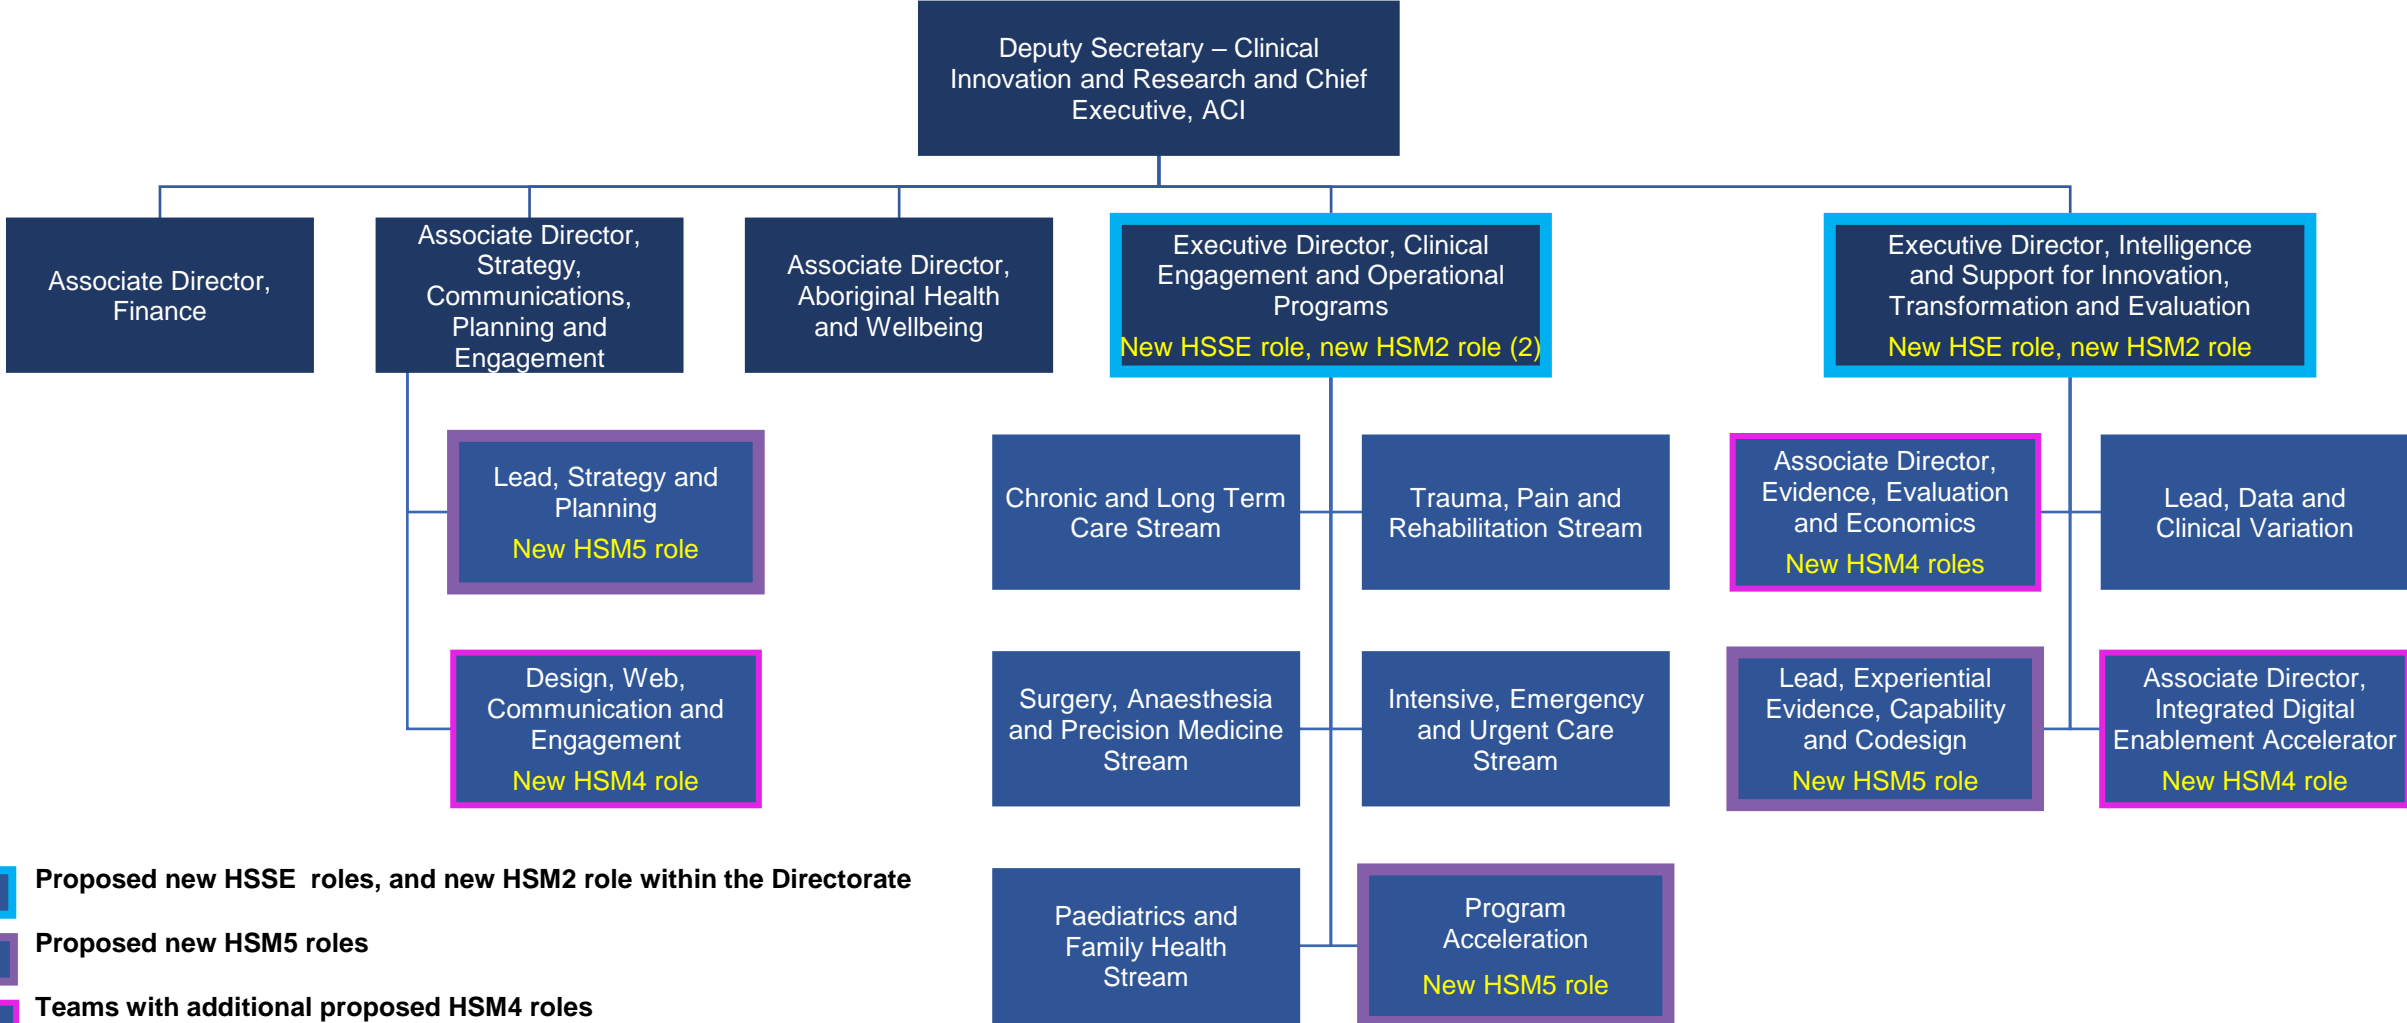 Deputy Secretary – Clinical
Innovation and Research and Chief
Executive, ACI
Associate Director,
Finance
Associate Director,
Strategy,
Communications,
Planning and
Engagement
Associate Director,
Aboriginal Health
and Wellbeing
Executive Director, Clinical
Engagement and Operational
Programs
New HSSE role, new HSM2 role (2)
Executive Director, Intelligence
and Support for Innovation,
Transformation and Evaluation
New HSE role, new HSM2 role
Lead, Strategy and
Planning
New HSM5 role
Design, Web,
Communication and
Engagement
New HSM4 role
Chronic and Long Term
Care Stream
Trauma, Pain and
Rehabilitation Stream
Surgery, Anaesthesia
and Precision Medicine
Stream
Intensive, Emergency
and Urgent Care
Stream
Paediatrics and
Family Health
Stream
Program
Acceleration
New HSM5 role
Associate Director,
Evidence, Evaluation
and Economics
New HSM4 roles
Lead, Data and
Clinical Variation
Lead, Experiential
Evidence, Capability
and Codesign
New HSM5 role
Associate Director,
Integrated Digital
Enablement Accelerator
New HSM4 role
Proposed new HSSE  roles, and new HSM2 role within the Directorate
Proposed new HSM5 roles
Teams with additional proposed HSM4 roles